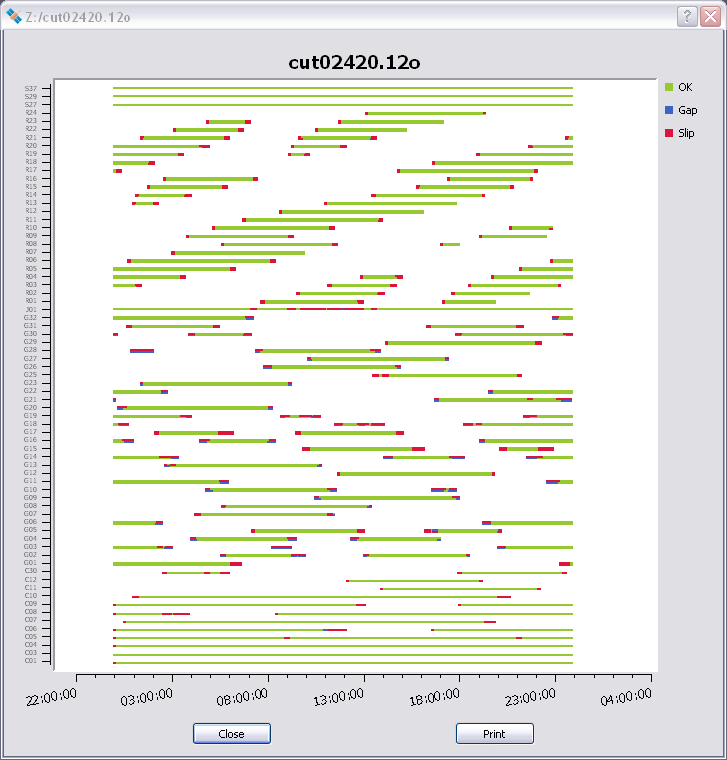 Z:/cut02420.12o
cut02420.12o
S37
S29
S27
R24
R23
R22
R21
R20
R19
R18
R17
R16
R15
R14
R13
R12
R11
R10
R09
R08
R07
R06
R05
R04
R03
R02
R01
J01
G32
G31
G30
G29
G28
G27
G26
G25
G23
G22
G21
G20
G19
G18
G17
G16
G15
G14
G13
G12
G11
G10
G09
G08
G07
G06
G05
G04
G03
G02
G01
C30
C12
C11
C10
C09
C08
C07
C06
C05
C04
C03
C01
OK
Gap
Slip
22:00:00 03:00:00 08:00:00 13:00:00 18:00:00 23:00:00 04:00:00
Close Print